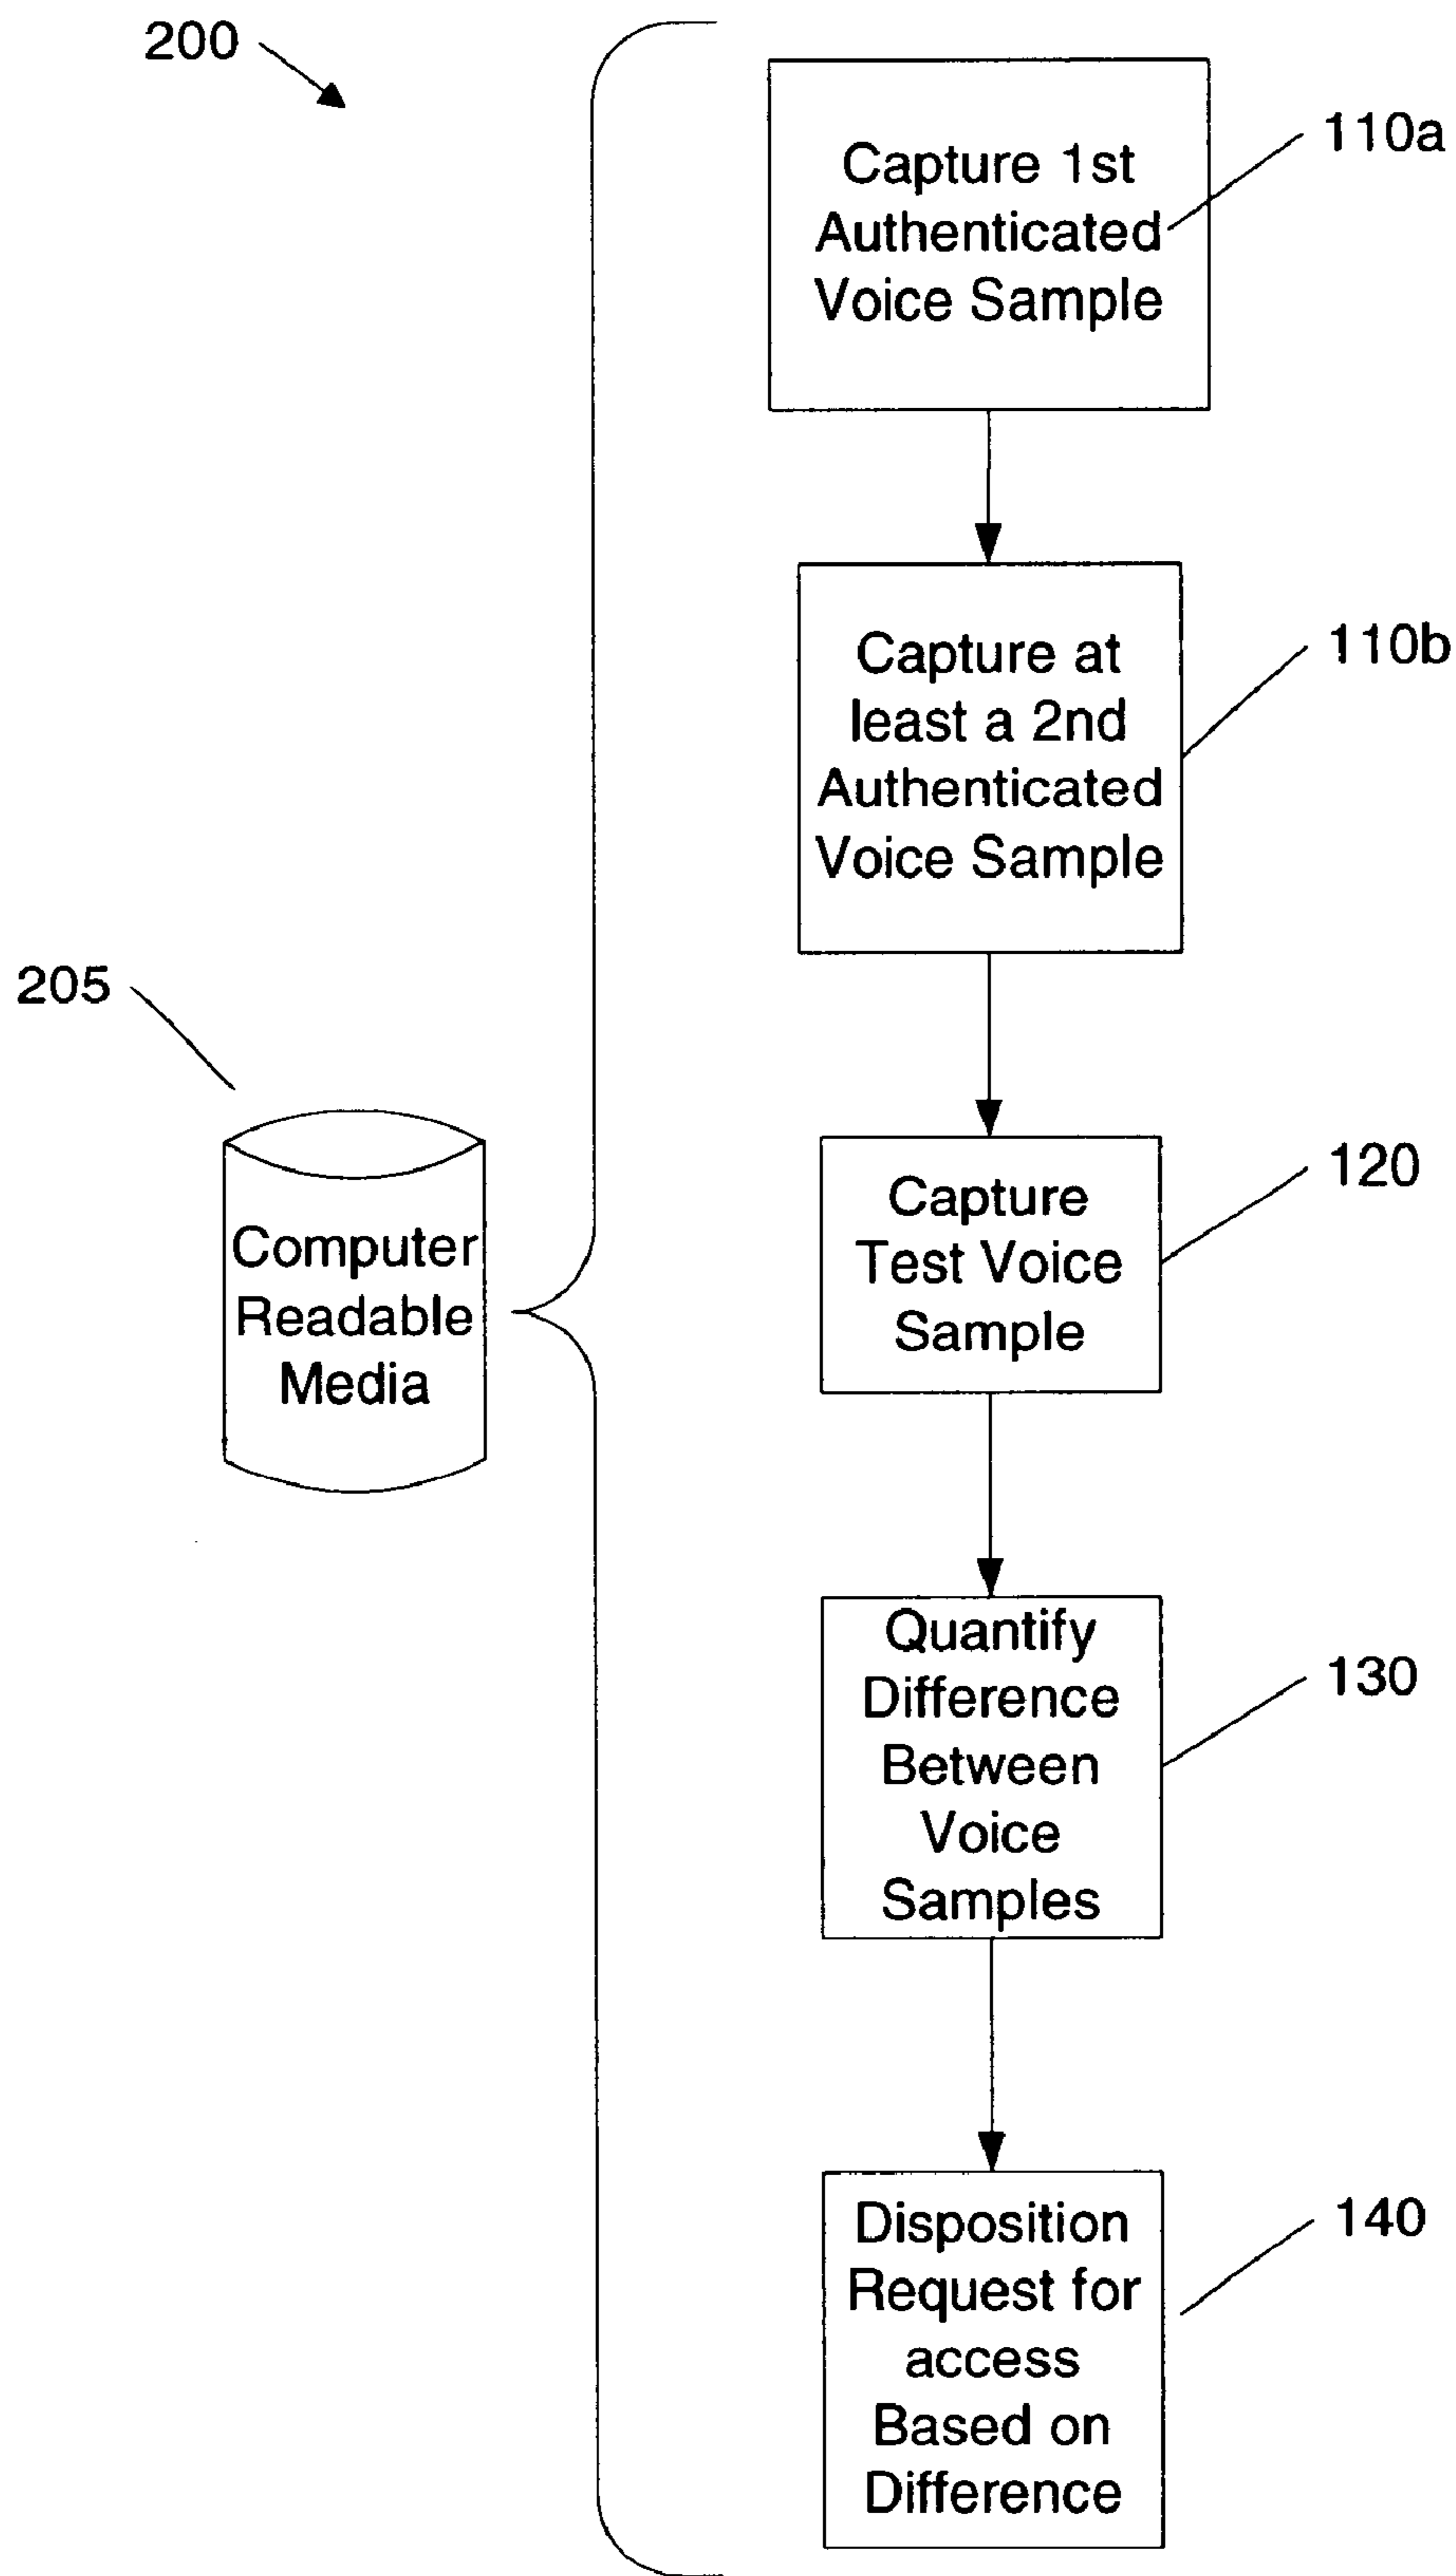 200
Capture 1st
Authenticated
Voice Sample
110a
Capture at
least a 2nd
Authenticated
Voice Sample
110b
205
Computer
Readable
Media
Capture
Test Voice
Sample
120
Quantify
Difference
Between
Voice
Samples
130
Disposition
Request for
access
Based on
Difference
140